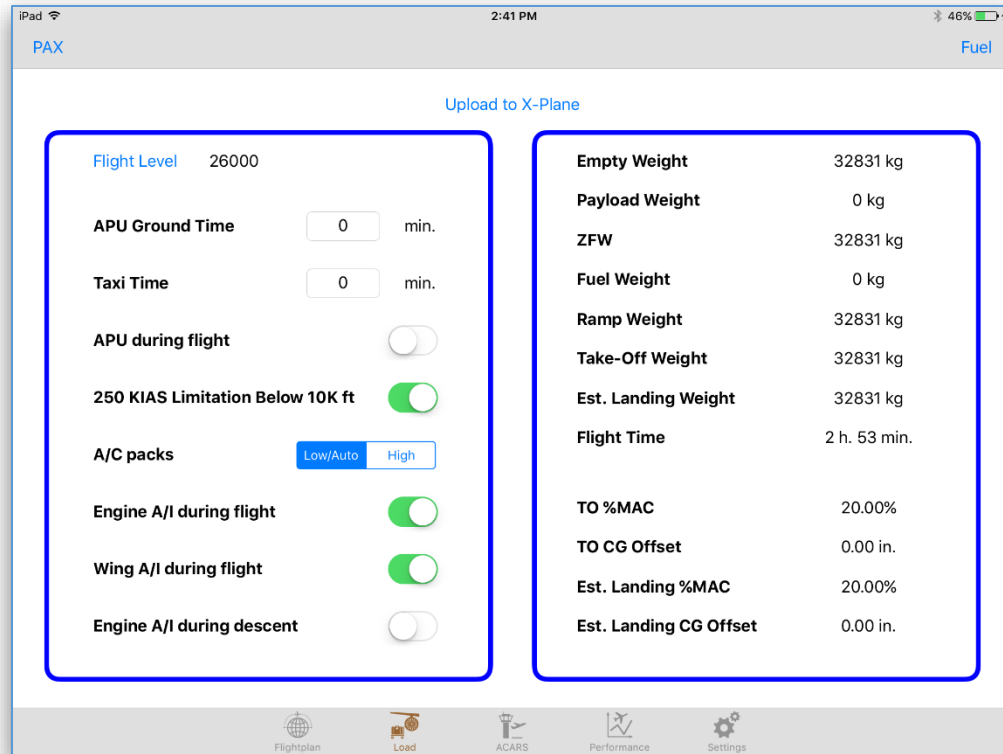 iPad 2:41 PM 46%
PAX Fuel
Upload to X-Plane
Flight Level 26000
APU Ground Time 0 min.
Taxi Time 0 min.
APU during flight
250 KIAS Limitation Below 10K ft
A/C packs Low/Auto High
Engine A/I during flight
Wing A/I during flight
Engine A/I during descent
Empty Weight 32831 kg
Payload Weight 0 kg
ZFW 32831 kg
Fuel Weight 0 kg
Ramp Weight 32831 kg
Take-Off Weight 32831 kg
Est. Landing Weight 32831 kg
Flight Time 2 h. 53 min.
TO %MAC 20.00%
TO CG Offset 0.00 in.
Est. Landing %MAC 20.00%
Est. Landing CG Offset 0.00 in.
Flightplan Load ACARS Performance Settings